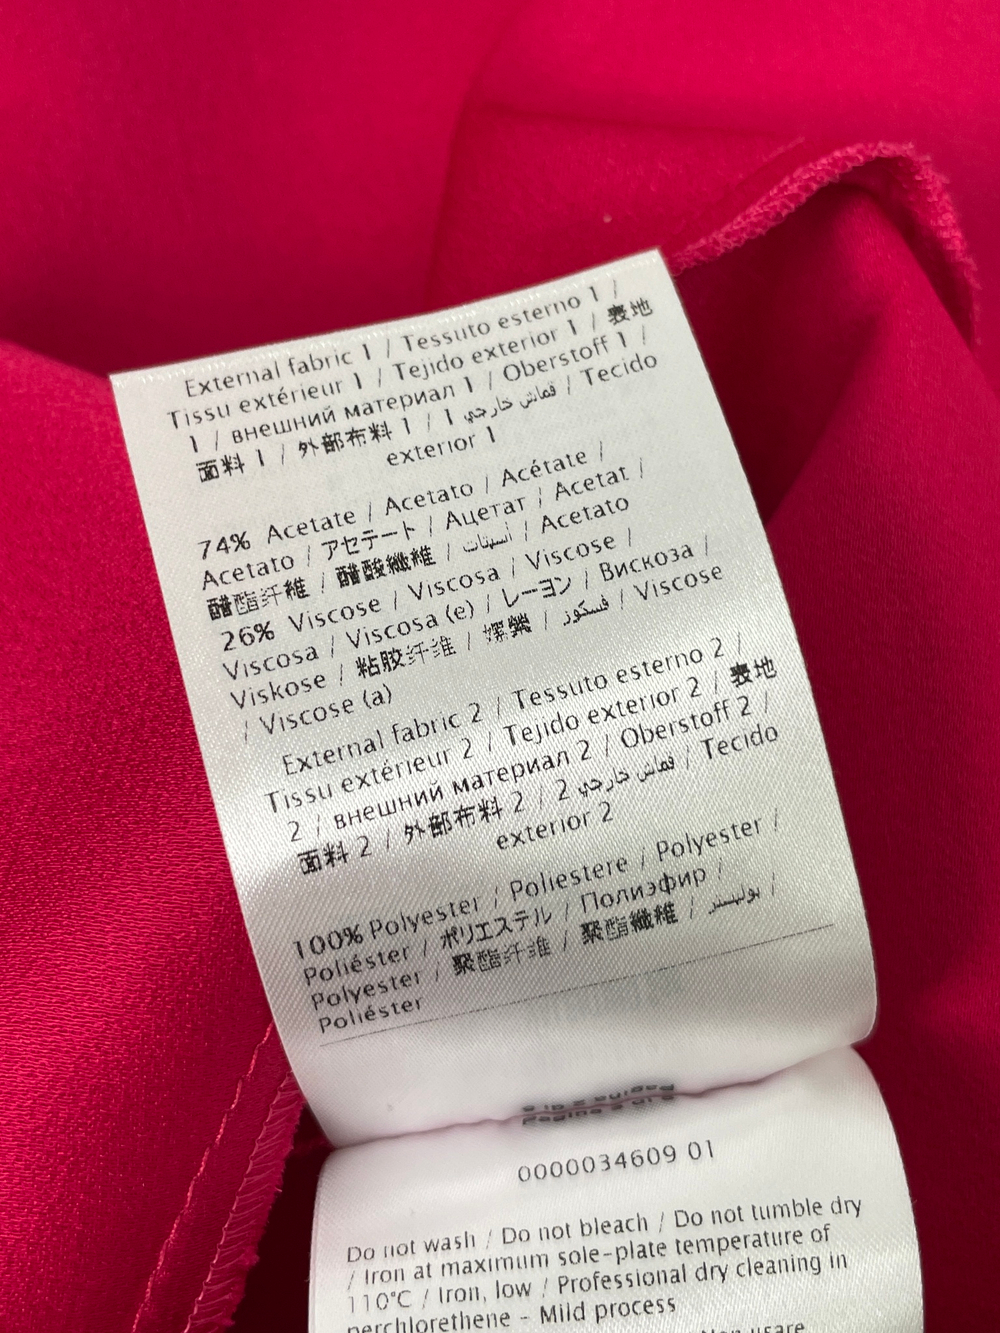 External fabric 1 / Tessuto esterno 1 /
Tissu extérieur 1 / Tejido exterior 1 / 表地
1 / внешний материал 1 / Oberstoff 1 /
面料 1 / 外部布料 1 / 1 قماش خارجي / Tecido
exterior 1
74% Acetate / Acetato / Acétate /
Acetato / アセテート / Ацетат / Acetat /
醋酯纤维 / 醋酸纖維 / أسيتات / Acetato
26% Viscose / Viscosa / Viscose /
Viscosa / Viscosa (e) / レーヨン / Вискоза /
Viskose / 粘胶纤维 / 嫘縈 / فسكوز / Viscose
/ Viscose (a)
External fabric 2 / Tessuto esterno 2 /
Tissu extérieur 2 / Tejido exterior 2 / 表地
2 / внешний материал 2 / Oberstoff 2 /
面料 2 / 外部布料 2 / 2 قماش خارجي / Tecido
exterior 2
100% Polyester / Poliestere / Polyester /
Poliéster / ポリエステル / Полиэфир /
Polyester / 聚酯纤维 / 聚酯纖維 / بوليستر /
Poliéster
0000034609 01
Do not wash / Do not bleach / Do not tumble dry
/ Iron at maximum sole-plate temperature of
110°C / Iron, low / Professional dry cleaning in
perchlorethene - Mild process